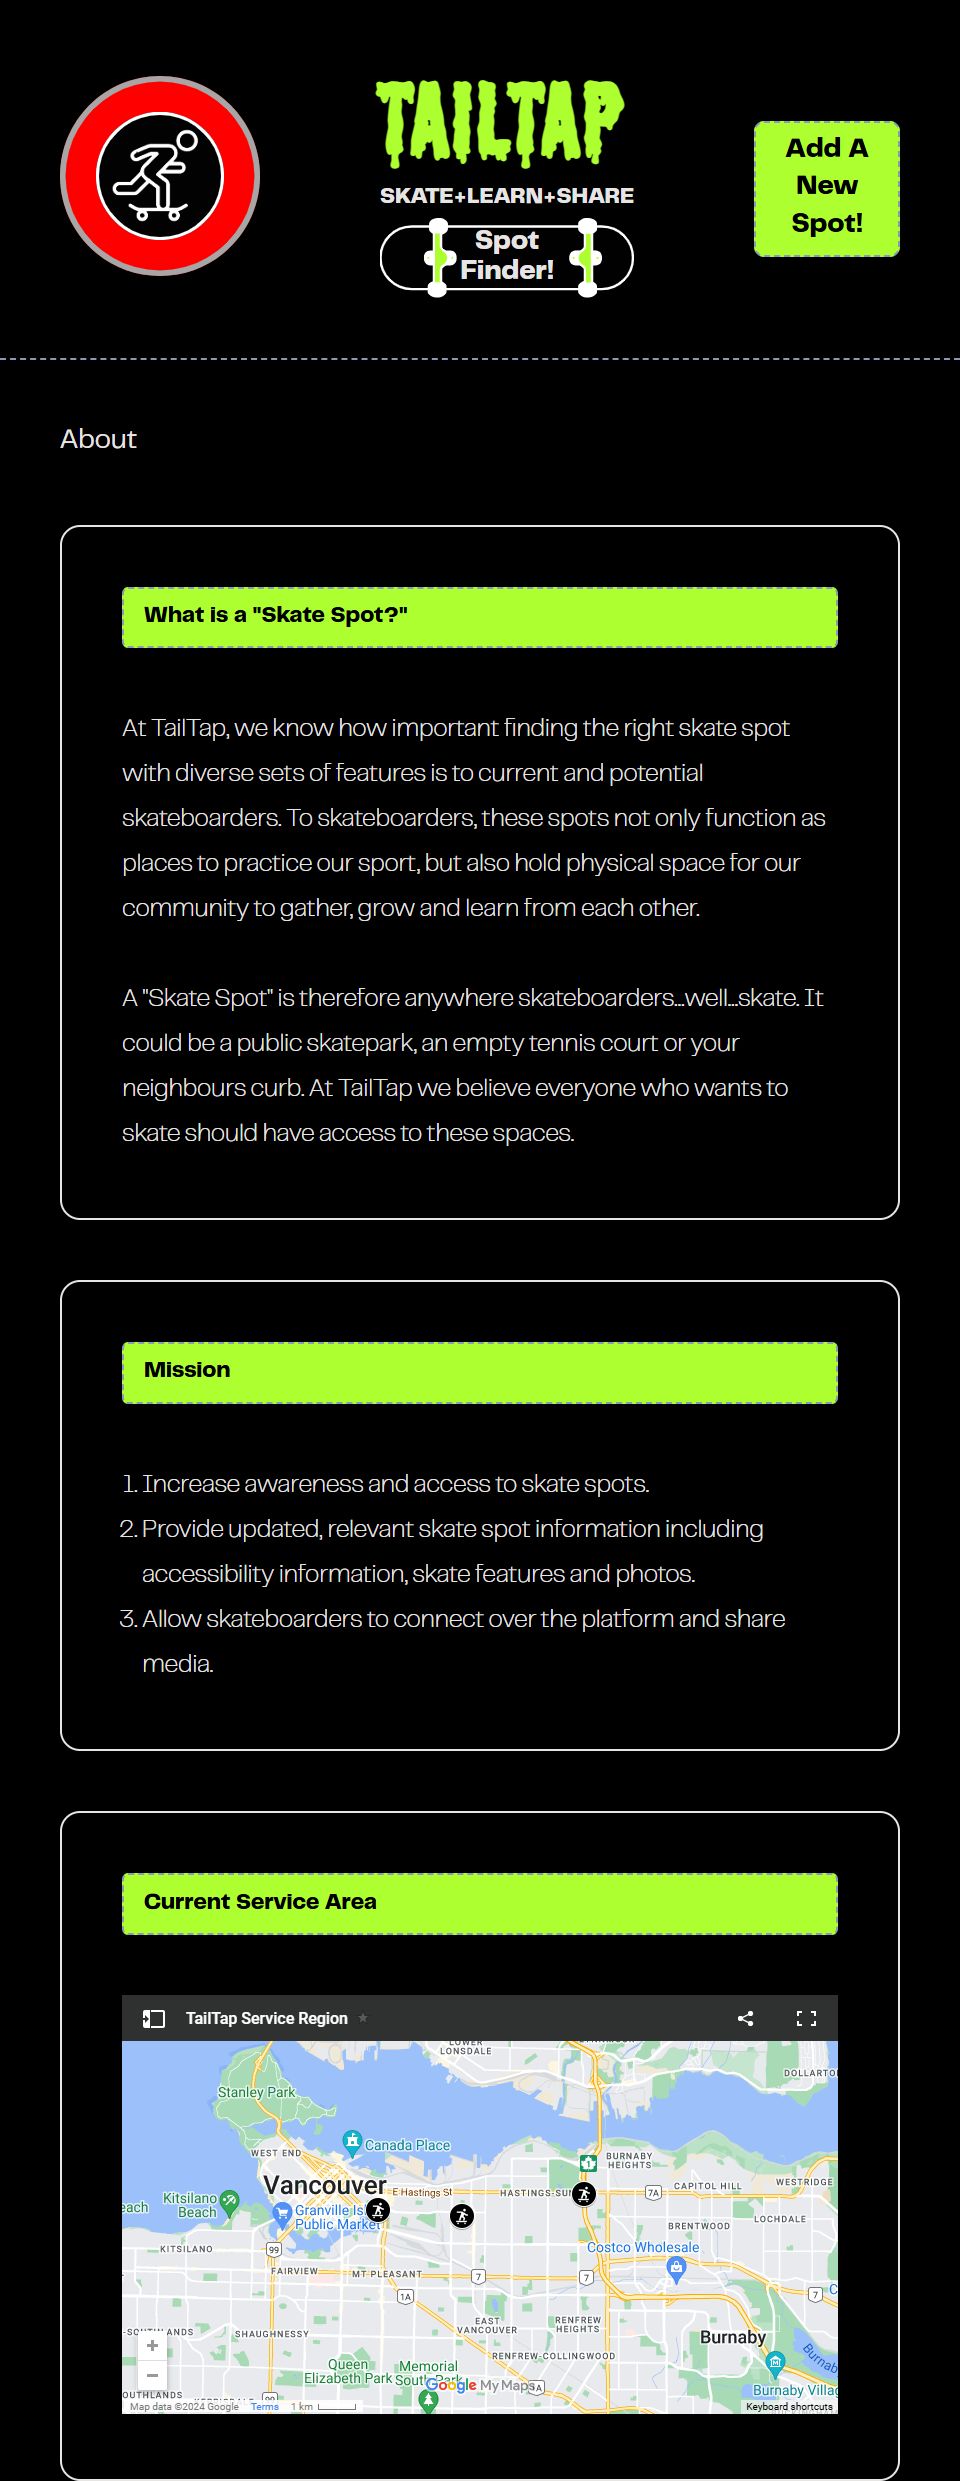 TAILTAP
SKATE+LEARN+SHARE
Spot
Finder!
Add A
New
Spot!
About
What is a "Skate Spot?"
At TailTap, we know how important finding the right skate spot
with diverse sets of features is to current and potential
skateboarders. To skateboarders, these spots not only function as
places to practice our sport, but also hold physical space for our
community to gather, grow and learn from each other.
A "Skate Spot" is therefore anywhere skateboarders...well...skate. It
could be a public skatepark, an empty tennis court or your
neighbours curb. At TailTap we believe everyone who wants to
skate should have access to these spaces.
Mission
1. Increase awareness and access to skate spots.
2. Provide updated, relevant skate spot information including
accessibility information, skate features and photos.
3. Allow skateboarders to connect over the platform and share
media.
Current Service Area
TailTap Service Region
LOWER
LONSDALE
DOLLARTON
Stanley Park
Canada Place
WEST END
BURNABY
HEIGHTS
1
Vancouver
E Hastings St
HASTINGS-SUN
7A
CAPITOL HILL
WESTRIDGE
each
Kitsilano
Beach
Granville Is
Public Market
BRENTWOOD
LOCHDALE
KITSILANO
99
Costco Wholesale
FAIRVIEW
MT PLEASANT
7
7
1A
7
C
SHAUGHNESSY
EAST
VANCOUVER
RENFREW
HEIGHTS
Burnaby
RENFREW-COLLINGWOOD
Queen
Elizabeth Park
Memorial
South Park
Google My Maps
Burnaby Villag
Burnab
OUTHLANDS
99
Map data ©2024 Google
Terms
1 km
Keyboard shortcuts